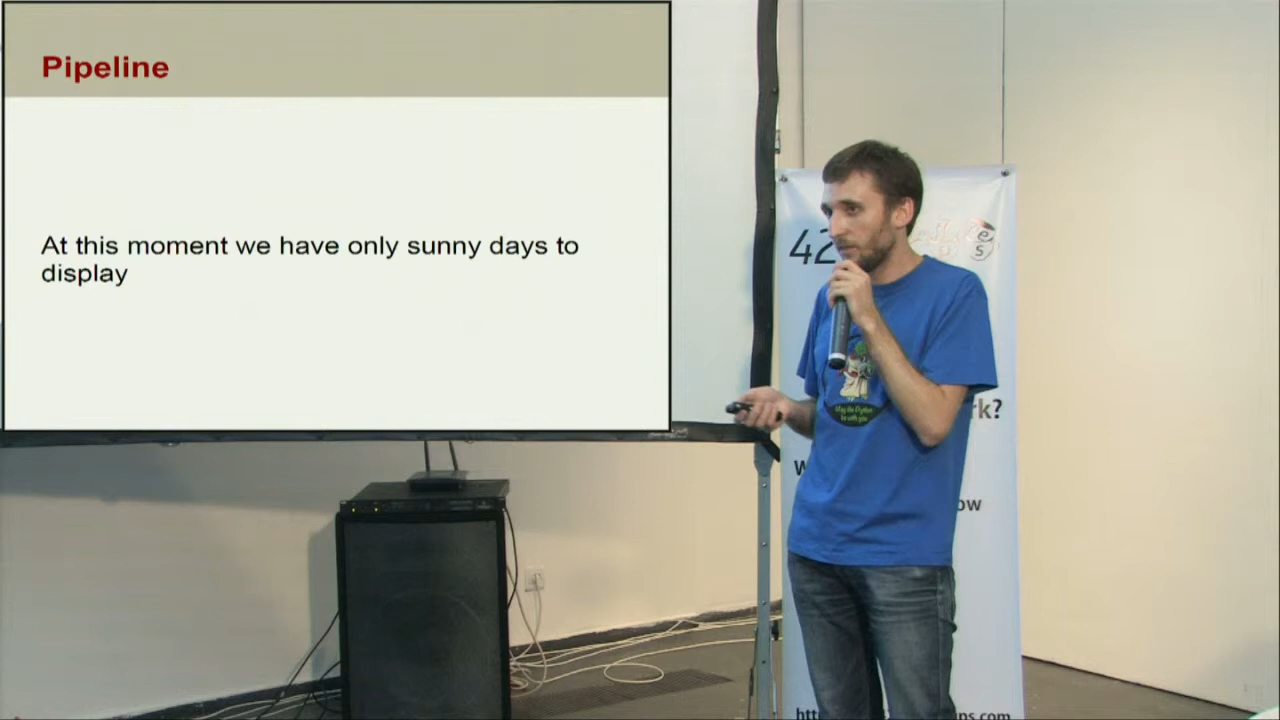 Pipeline
At this moment we have only sunny days to
display
42
May the Python
be with you
rk?
ow